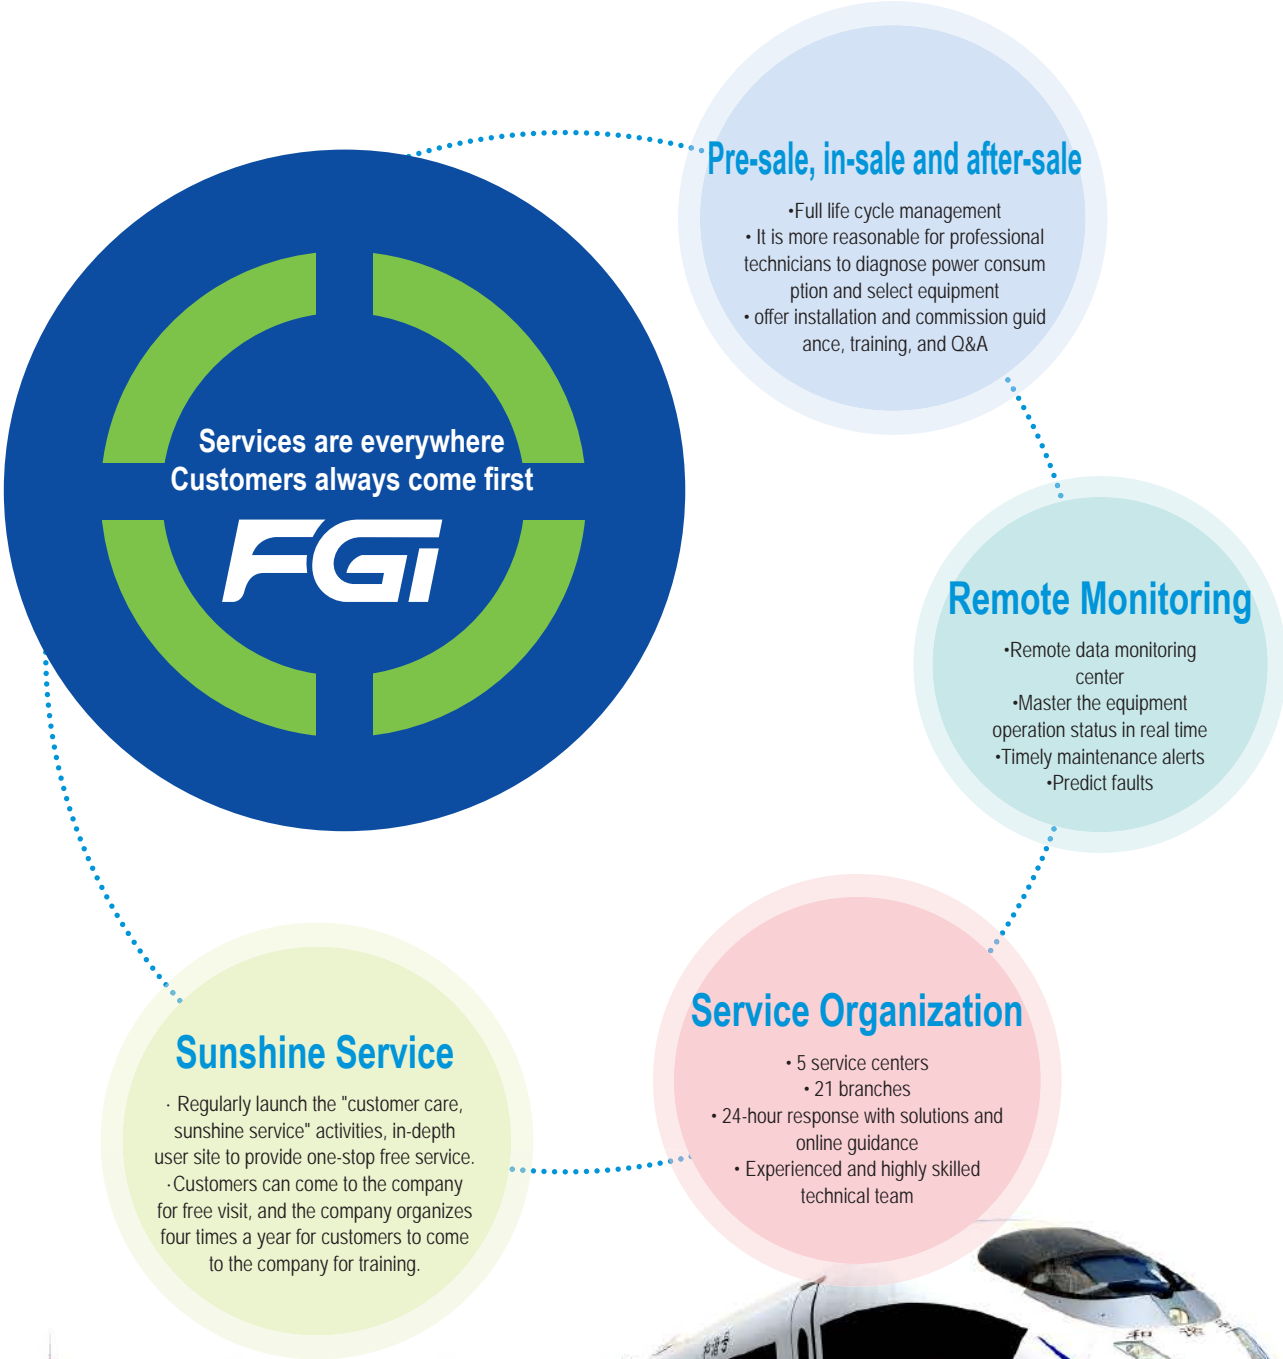 Pre-sale, in-sale and after-sale
•Full life cycle management
• It is more reasonable for professional
technicians to diagnose power consum
ption and select equipment
• offer installation and commission guid
ance, training, and Q&A
Services are everywhere
Customers always come first
FGI
Remote Monitoring
•Remote data monitoring
center
•Master the equipment
operation status in real time
•Timely maintenance alerts
•Predict faults
Service Organization
• 5 service centers
• 21 branches
• 24-hour response with solutions and
online guidance
• Experienced and highly skilled
technical team
Sunshine Service
· Regularly launch the "customer care,
sunshine service" activities, in-depth
user site to provide one-stop free service.
·Customers can come to the company
for free visit, and the company organizes
four times a year for customers to come
to the company for training.
和